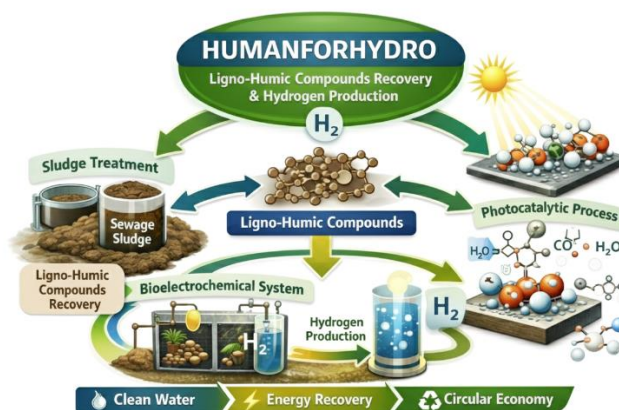 HUMANFORHYDRO
Ligno-Humic Compounds Recovery
& Hydrogen Production
H₂
Sludge Treatment
Sewage
Sludge
Ligno-Humic Compounds
Photocatalytic Process
H₂O
CO
H₂O
Ligno-Humic
Compounds
Recovery
Bioelectrochemical System
H₂
Hydrogen
Production
H₂
Clean Water
Energy Recovery
Circular Economy